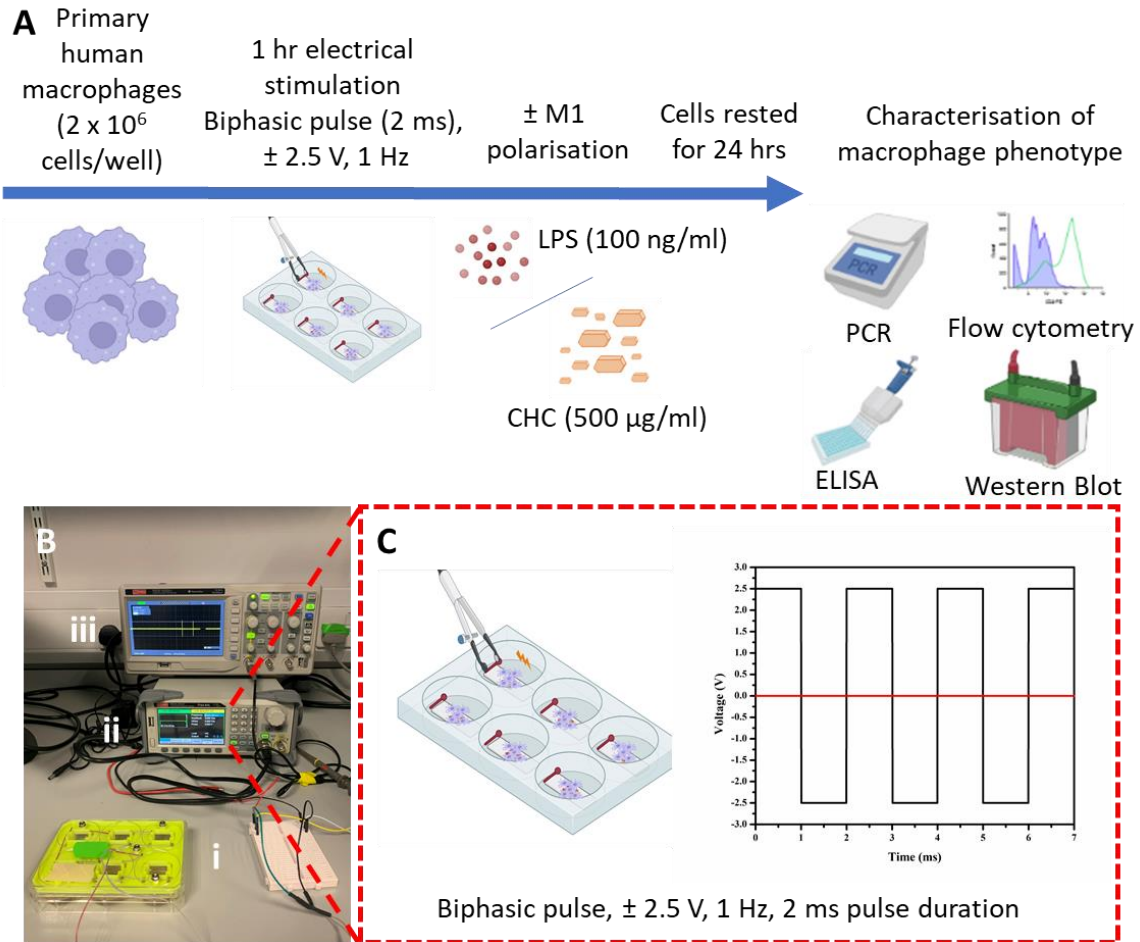 A
Primary
human
macrophages
(2 x 10⁶
cells/well)
1 hr electrical
stimulation
Biphasic pulse (2 ms),
± 2.5 V, 1 Hz
± M1
polarisation
Cells rested
for 24 hrs
Characterisation of
macrophage phenotype
LPS (100 ng/ml)
CHC (500 µg/ml)
PCR
PCR
Flow cytometry
ELISA
Western Blot
B
iii
ii
i
C
3.0
2.5
2.0
1.5
1.0
0.5
0.0
-0.5
-1.0
-1.5
-2.0
-2.5
-3.0
Voltage (V)
0 1 2 3 4 5 6 7
Time (ms)
Biphasic pulse, ± 2.5 V, 1 Hz, 2 ms pulse duration